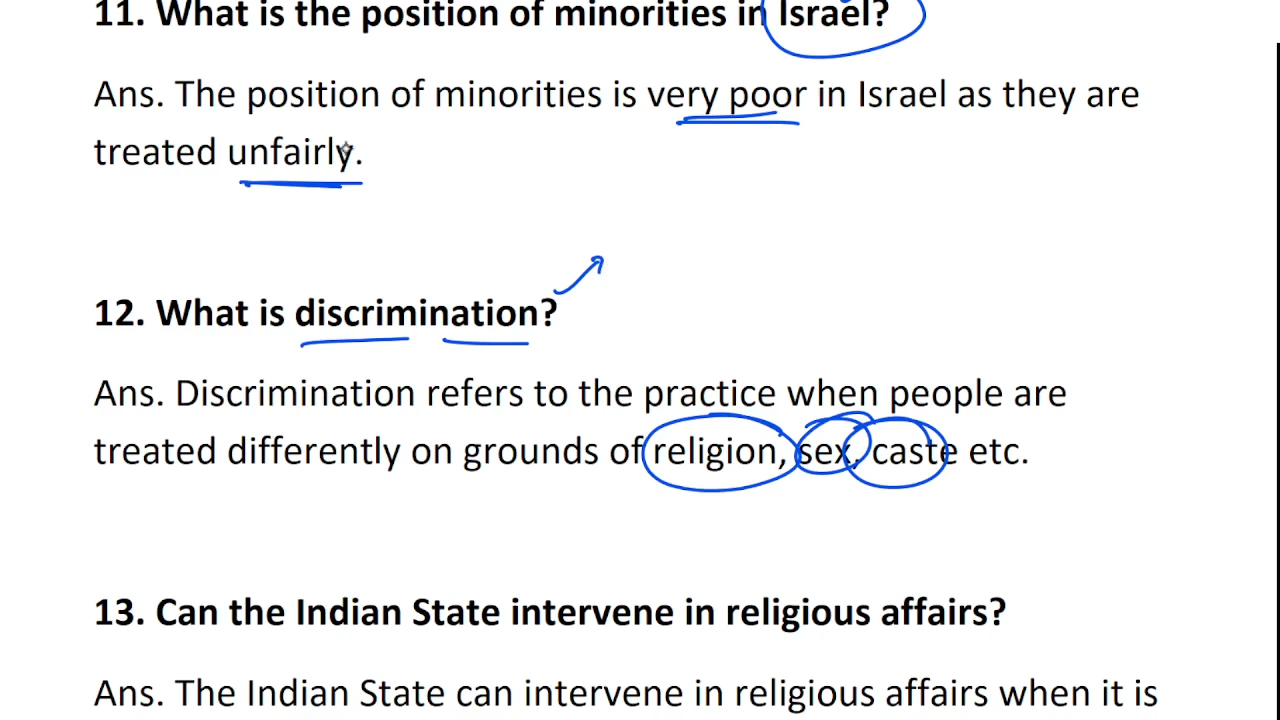 11. What is the position of minorities in Israel?
Ans. The position of minorities is very poor in Israel as they are
treated unfairly.
12. What is discrimination?
Ans. Discrimination refers to the practice when people are
treated differently on grounds of religion, sex, caste etc.
13. Can the Indian State intervene in religious affairs?
Ans. The Indian State can intervene in religious affairs when it is